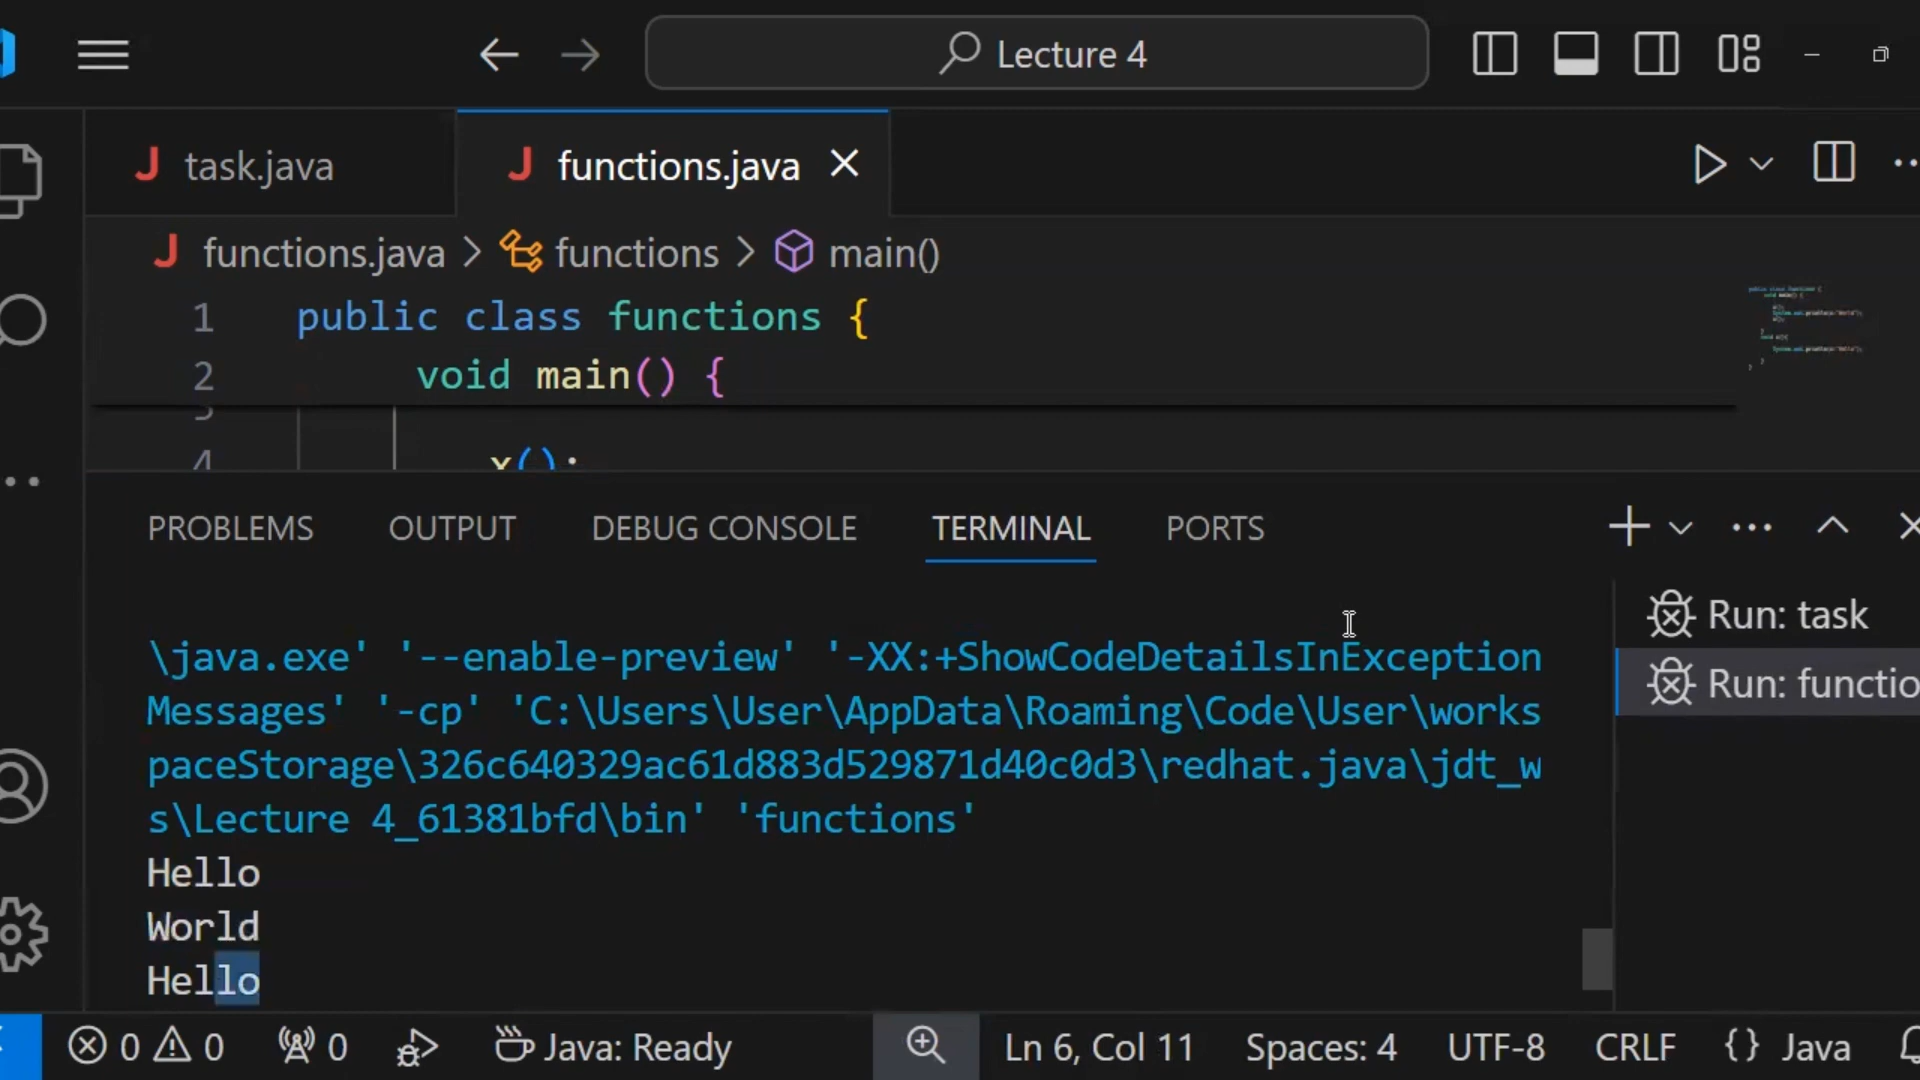 Lecture 4
task.java
functions.java
functions.java > functions > main()
1 public class functions {
2 void main() {
3
4 x();
PROBLEMS OUTPUT DEBUG CONSOLE TERMINAL PORTS
\java.exe' '--enable-preview' '-XX:+ShowCodeDetailsInException
Messages' '-cp' 'C:\Users\User\AppData\Roaming\Code\User\works
paceStorage\326c640329ac61d883d529871d40c0d3\redhat.java\jdt_w
s\Lecture 4_61381bfd\bin' 'functions'
Hello
World
Hello
Run: task
Run: functio
0 0 0 Java: Ready Ln 6, Col 11 Spaces: 4 UTF-8 CRLF {} Java